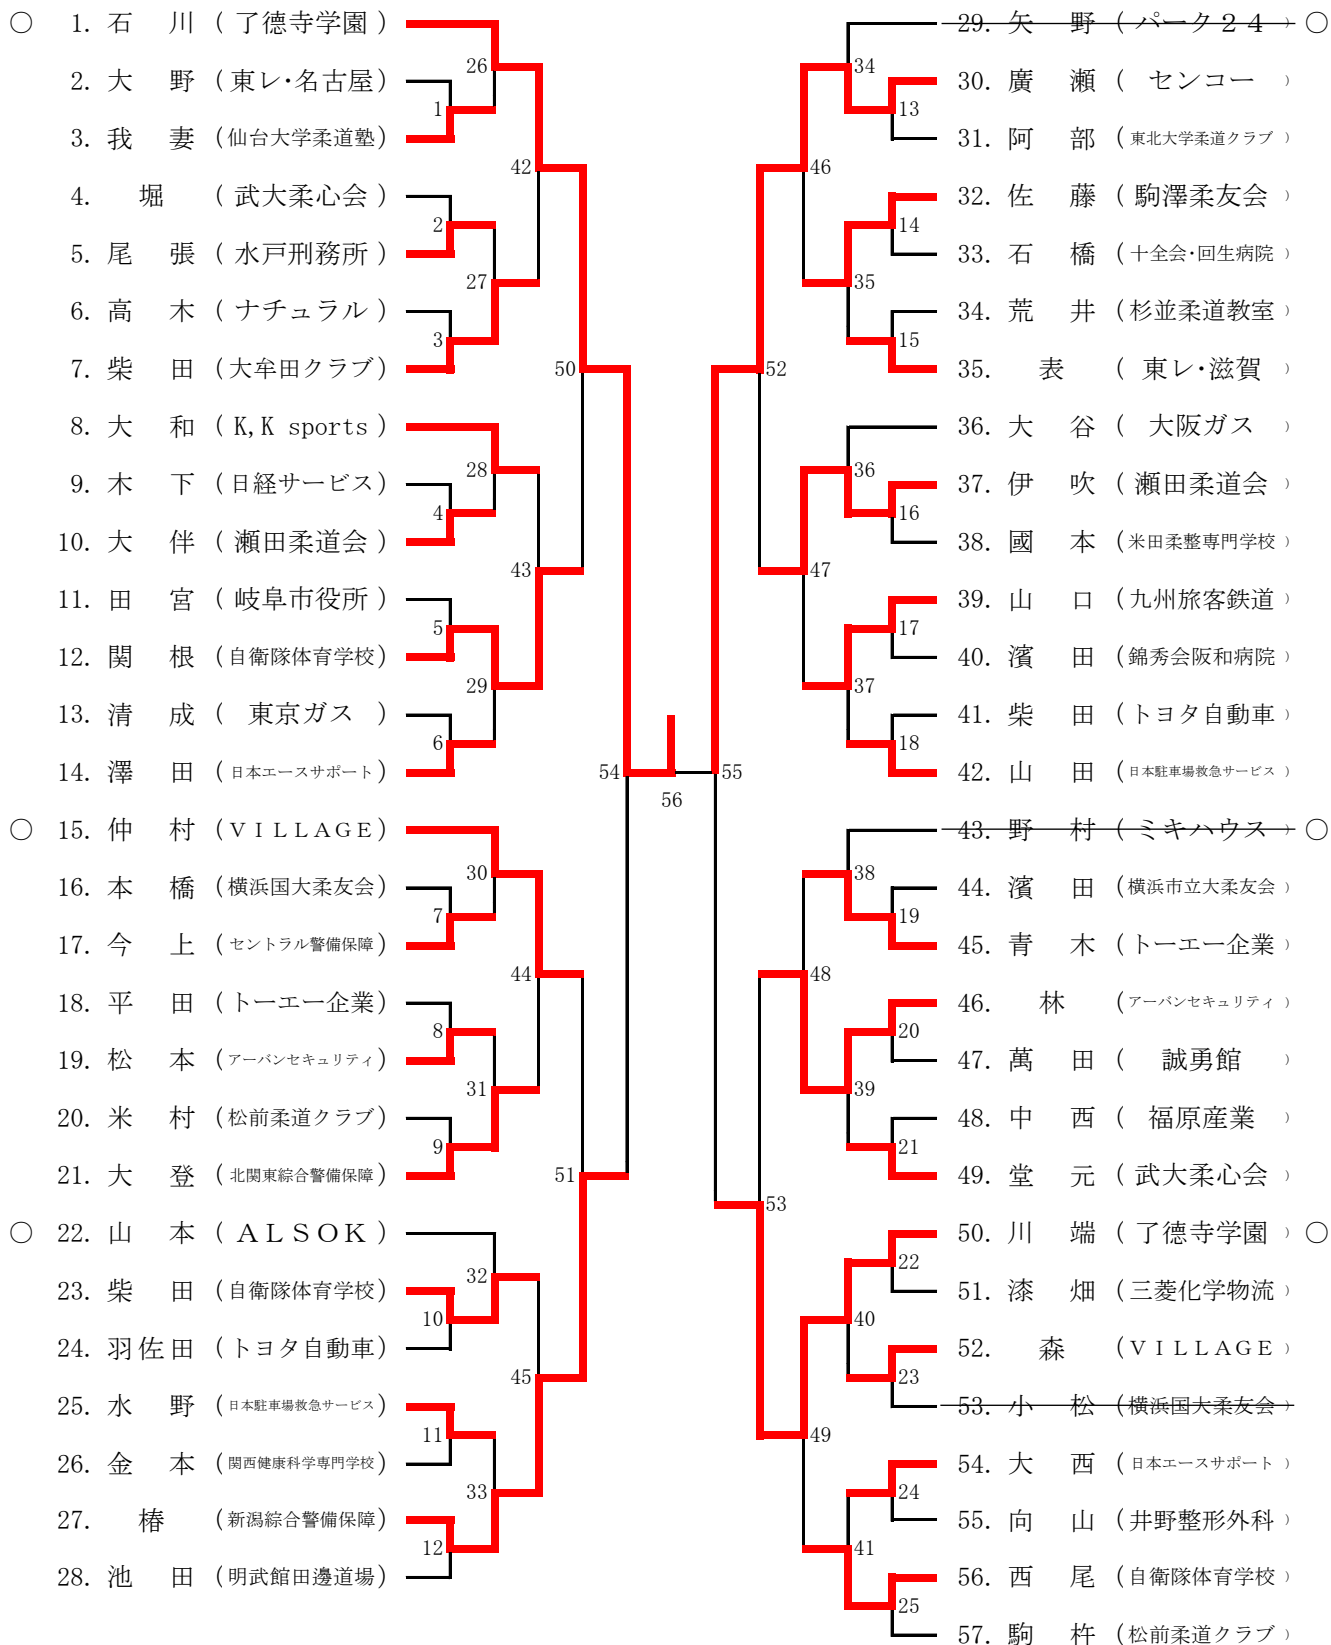 ○ 1. 石 川 ( 了德寺学園 )
2. 大 野 (東レ･名古屋)
3. 我 妻 (仙台大学柔道塾)
4. 堀 ( 武大柔心会 )
5. 尾 張 ( 水戸刑務所 )
6. 高 木 ( ナチュラル )
7. 柴 田 (大牟田クラブ)
8. 大 和 ( K,K sports )
9. 木 下 (日経サービス)
10. 大 伴 ( 瀬田柔道会 )
11. 田 宮 ( 岐阜市役所 )
12. 関 根 (自衛隊体育学校)
13. 清 成 ( 東京ガス )
14. 澤 田 (日本エースサポート)
○ 15. 仲 村 (ＶＩＬＬＡＧＥ)
16. 本 橋 (横浜国大柔友会)
17. 今 上 (セントラル警備保障)
18. 平 田 (トーエー企業)
19. 松 本 (アーバンセキュリティ)
20. 米 村 (松前柔道クラブ)
21. 大 登 (北関東綜合警備保障)
○ 22. 山 本 ( ＡＬＳＯＫ )
23. 柴 田 (自衛隊体育学校)
24. 羽佐田 (トヨタ自動車)
25. 水 野 (日本駐車場救急サービス)
26. 金 本 (関西健康科学専門学校)
27. 椿 (新潟綜合警備保障)
28. 池 田 (明武館田邊道場)
26
1
42
2
27
3
50
28
4
43
5
29
6
54
30
7
44
8
31
9
51
32
10
45
11
33
12
56
34
13
46
14
35
15
52
36
16
47
17
37
18
55
38
19
48
20
39
21
53
22
40
23
49
24
41
25
29. 矢 野 ( パーク２４ ) ○
30. 廣 瀬 ( センコー )
31. 阿 部 (東北大学柔道クラブ)
32. 佐 藤 ( 駒澤柔友会 )
33. 石 橋 (十全会･回生病院)
34. 荒 井 (杉並柔道教室)
35. 表 ( 東レ･滋賀 )
36. 大 谷 ( 大阪ガス )
37. 伊 吹 ( 瀬田柔道会 )
38. 國 本 (米田柔整専門学校)
39. 山 口 (九州旅客鉄道)
40. 濱 田 (錦秀会阪和病院)
41. 柴 田 (トヨタ自動車)
42. 山 田 (日本駐車場救急サービス)
43. 野 村 ( ミキハウス ) ○
44. 濱 田 (横浜市立大柔友会)
45. 青 木 (トーエー企業)
46. 林 (アーバンセキュリティ)
47. 萬 田 ( 誠勇館 )
48. 中 西 ( 福原産業 )
49. 堂 元 ( 武大柔心会 )
50. 川 端 ( 了德寺学園 ) ○
51. 漆 畑 (三菱化学物流)
52. 森 (ＶＩＬＬＡＧＥ)
53. 小 松 (横浜国大柔友会)
54. 大 西 (日本エースサポート)
55. 向 山 (井野整形外科)
56. 西 尾 (自衛隊体育学校)
57. 駒 杵 (松前柔道クラブ)